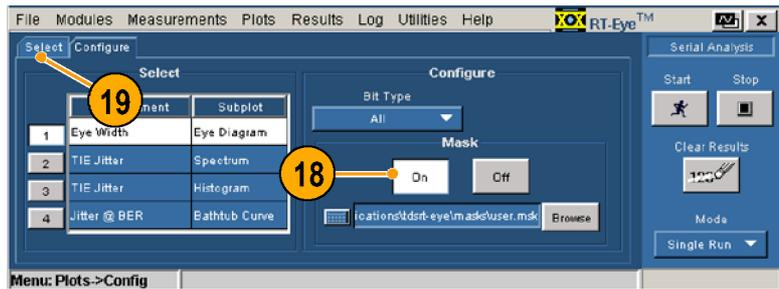 File Modules Measurements Plots Results Log Utilities Help RT-Eye™ X
Select Configure
Serial Analysis
Select
19
ment Subplot
1 Eye Width Eye Diagram
2 TIE Jitter Spectrum
3 TIE Jitter Histogram
4 Jitter @ BER Bathtub Curve
Configure
Bit Type
All
Mask
18
On Off
ications\tdsrt-eye\masks\user.msk Browse
Start Stop
Clear Results
Mode
Single Run
Menu: Plots->Config